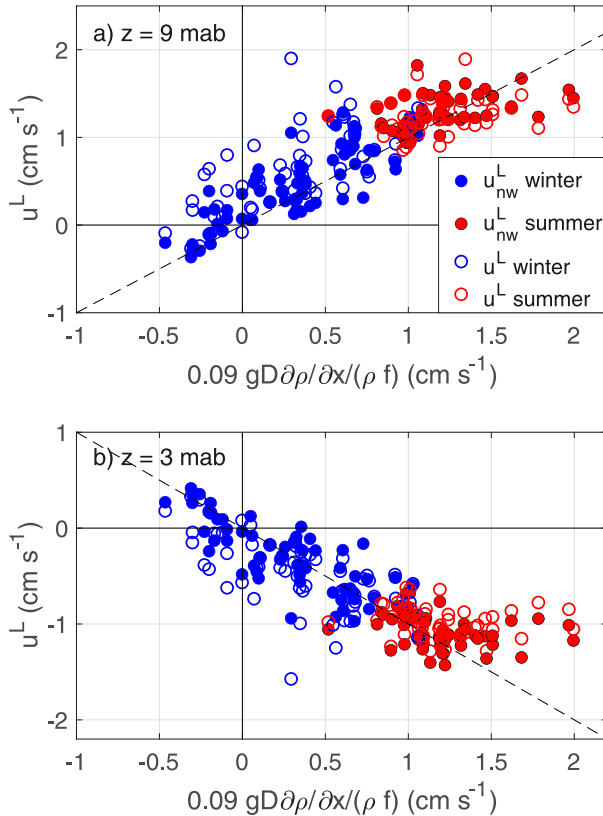 a) z = 9 mab
2
1
0
-1
u^L (cm s^-1)
u^L_nw winter
u^L_nw summer
u^L winter
u^L summer
-1 -0.5 0 0.5 1 1.5 2
0.09 gD∂ρ/∂x/(ρ f) (cm s^-1)
b) z = 3 mab
1
0
-1
-2
u^L (cm s^-1)
-1 -0.5 0 0.5 1 1.5 2
0.09 gD∂ρ/∂x/(ρ f) (cm s^-1)